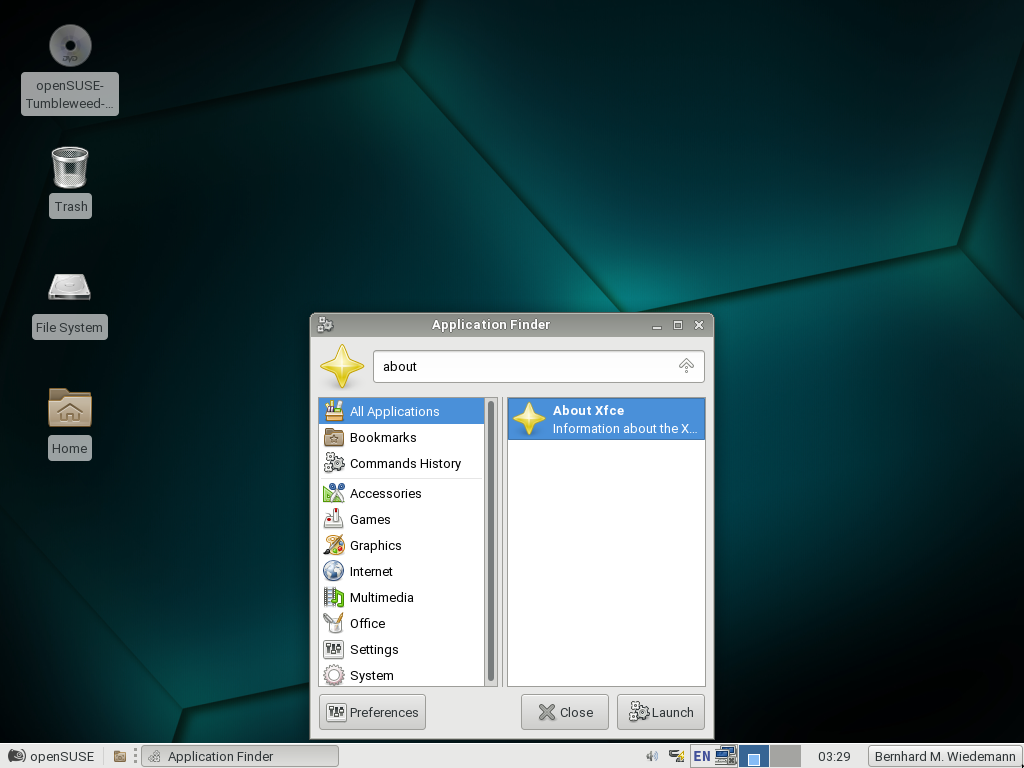 openSUSE-
Tumbleweed-...
Trash
File System
Home
Application Finder
about
All Applications
Bookmarks
Commands History
Accessories
Games
Graphics
Internet
Multimedia
Office
Settings
System
About Xfce
Information about the X...
Preferences
Close
Launch
openSUSE
Application Finder
EN
03:29
Bernhard M. Wiedemann